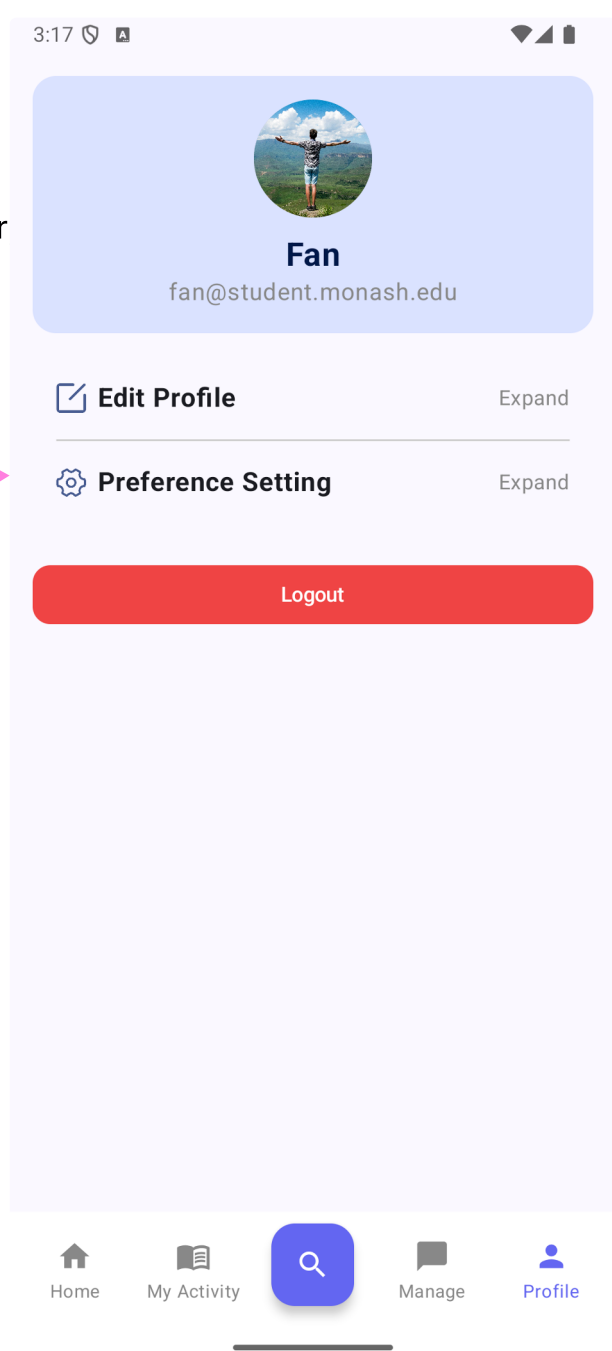 3:17
r
Fan
fan@student.monash.edu
Edit Profile Expand
Preference Setting Expand
Logout
Home My Activity Manage Profile